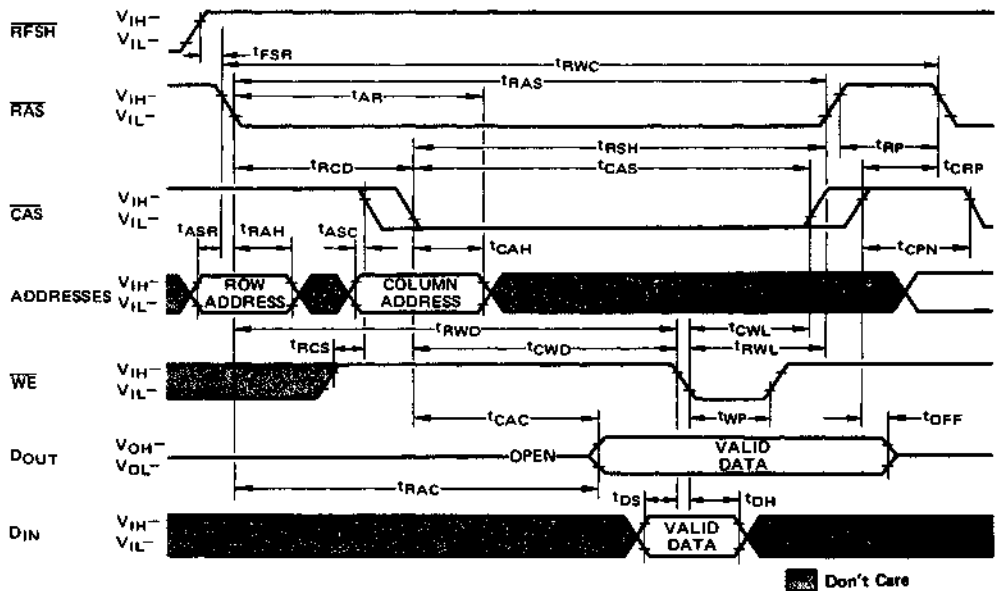 RFSH
VIH-
VIL-
tFSR
tRWC
tRAS
tAR
RAS
VIH-
VIL-
tRSH
tRP
tRCD
tCAS
tCRP
CAS
VIH-
VIL-
tASR
tRAH
tASC
tCAH
tCPN
ADDRESSES
VIH-
VIL-
ROW
ADDRESS
COLUMN
ADDRESS
tRWD
tCWL
tRCS
tCWD
tRWL
WE
VIH-
VIL-
tCAC
tWP
tOFF
DOUT
VOH-
VOL-
OPEN
VALID
DATA
tRAC
tDS
tDH
DIN
VIH-
VIL-
VALID
DATA
Don't Care